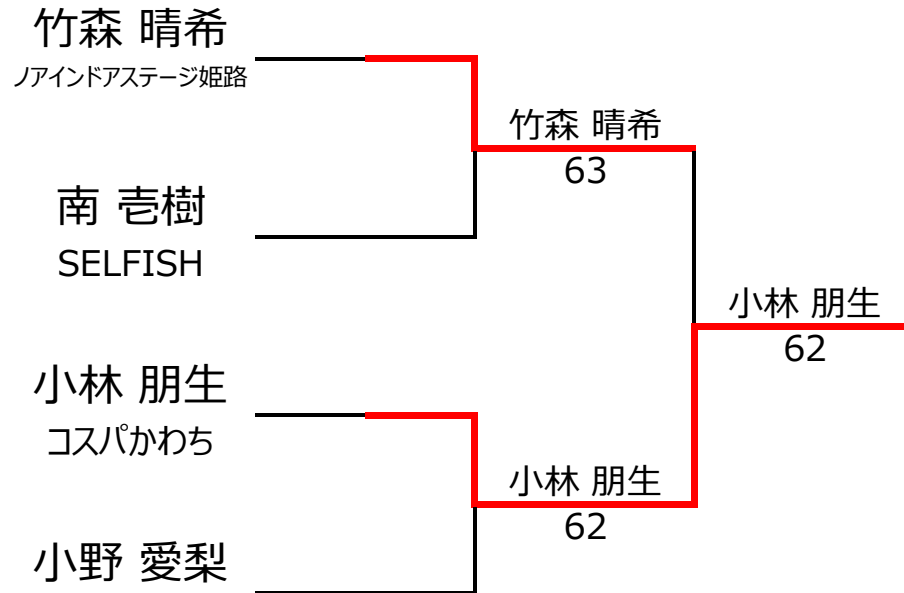 竹森 晴希
ノアインドアステージ姫路
竹森 晴希
63
南 壱樹
SELFISH
小林 朋生
62
小林 朋生
コスパかわち
小林 朋生
62
小野 愛梨